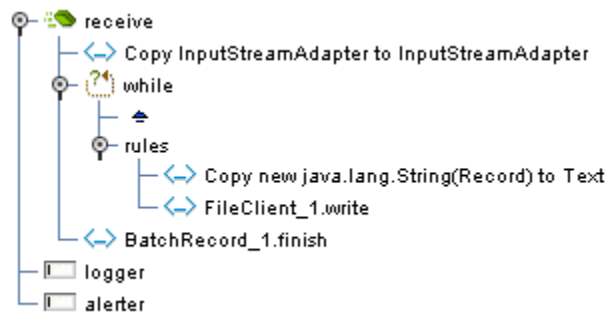 receive
Copy InputStreamAdapter to InputStreamAdapter
while
rules
Copy new java.lang.String(Record) to Text
FileClient_1.write
BatchRecord_1.finish
logger
alerter